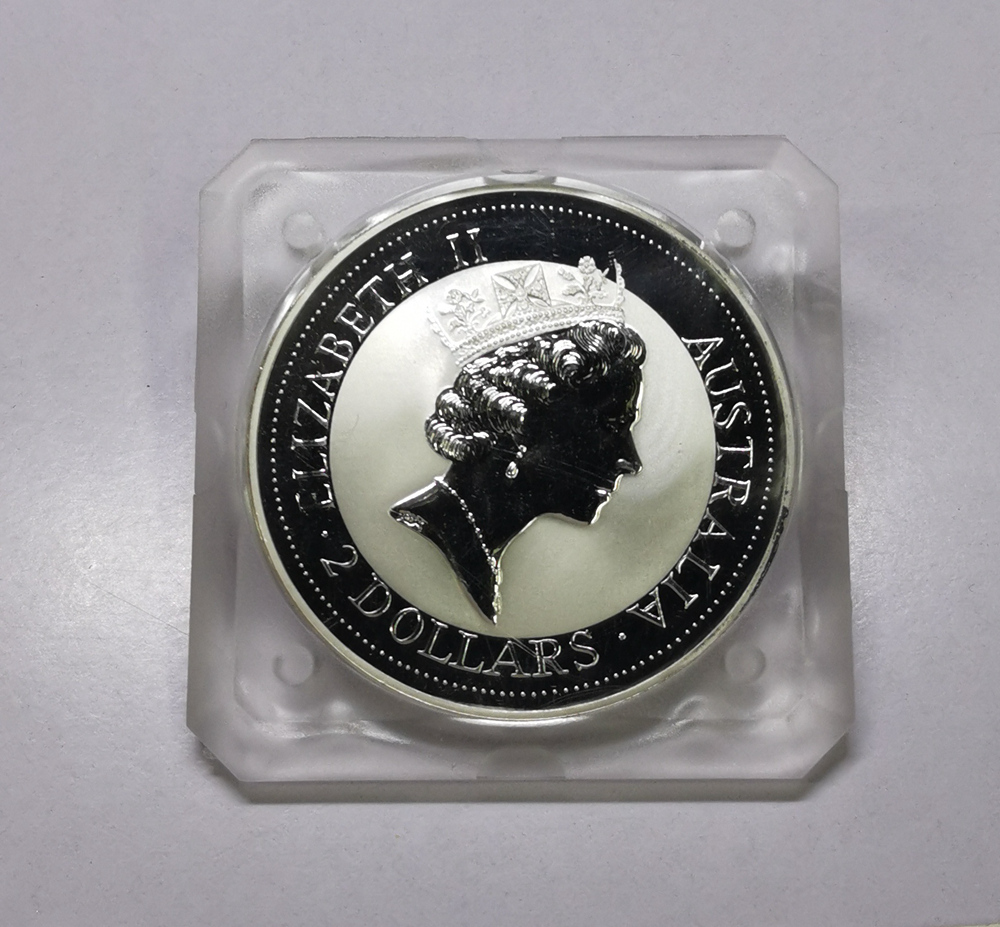 ELIZABETH II
AUSTRALIA
· 2 DOLLARS ·